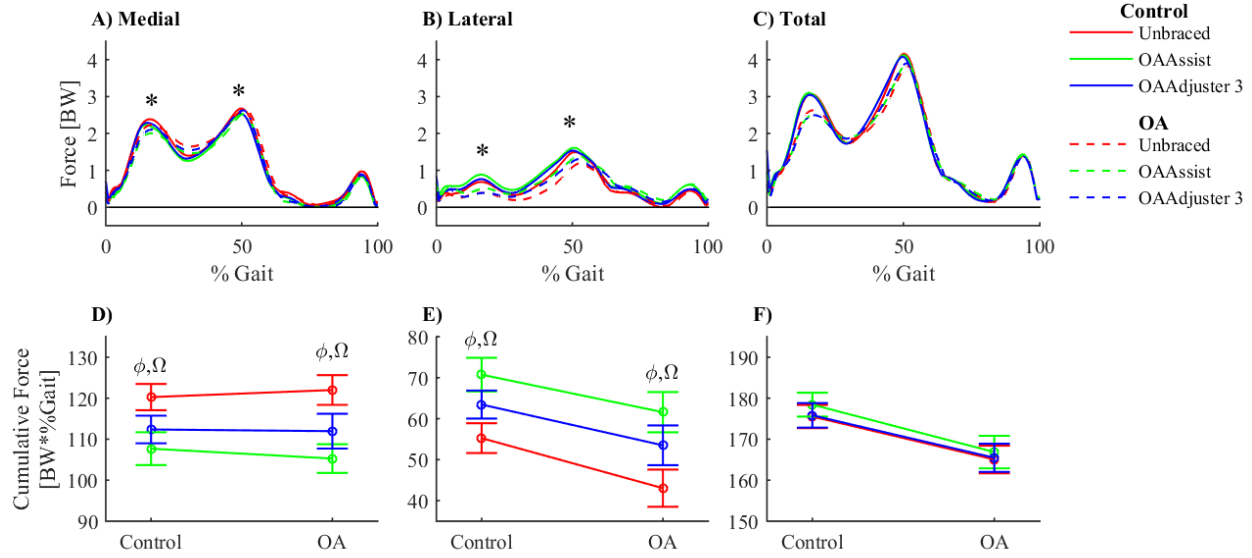 A) Medial
B) Lateral
C) Total
Control
Unbraced
OAAssist
OAAdjuster 3
OA
Unbraced
OAAssist
OAAdjuster 3
Force [BW]
4
3
2
1
0
*
*
0
50
100
% Gait
4
3
2
1
0
*
*
0
50
100
% Gait
4
3
2
1
0
0
50
100
% Gait
D)
E)
F)
Cumulative Force
[BW*%Gait]
130
120
110
100
90
ϕ,Ω
ϕ,Ω
Control
OA
80
70
60
50
40
ϕ,Ω
ϕ,Ω
Control
OA
190
180
170
160
150
Control
OA